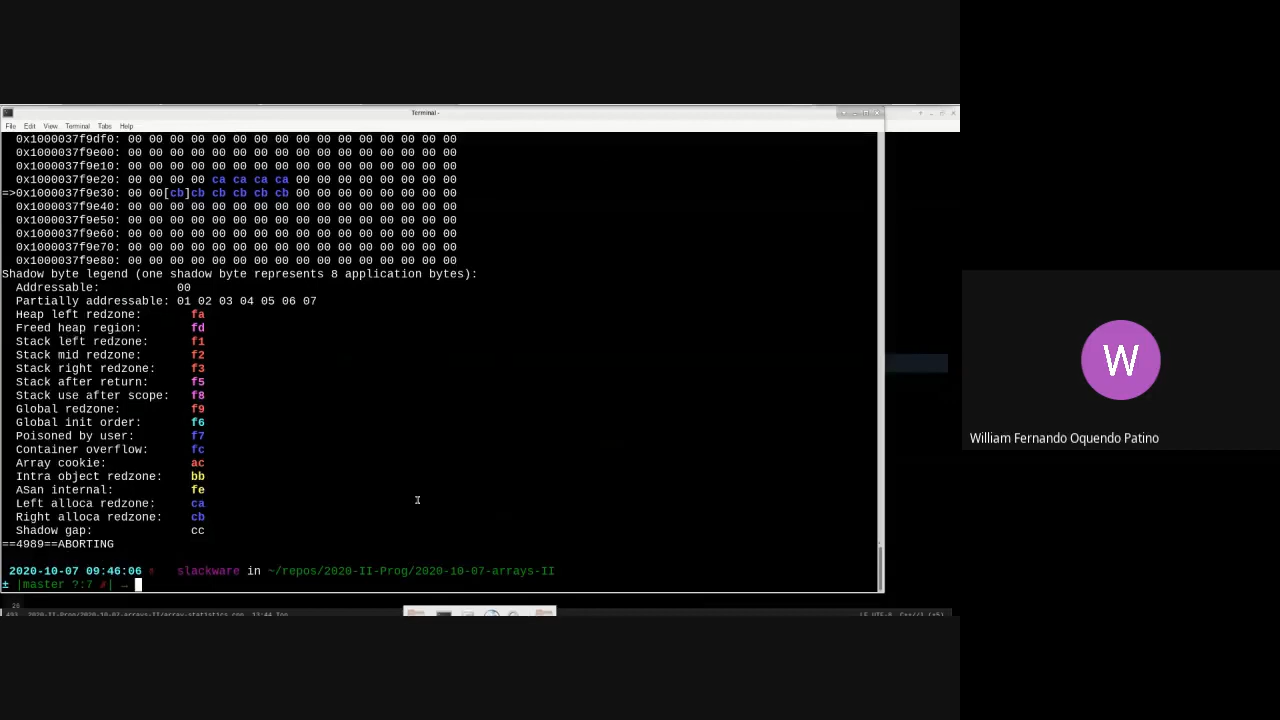 Terminal -
File Edit View Terminal Tabs Help
0x1000037f9df0: 00 00 00 00 00 00 00 00 00 00 00 00 00 00 00 00
0x1000037f9e00: 00 00 00 00 00 00 00 00 00 00 00 00 00 00 00 00
0x1000037f9e10: 00 00 00 00 00 00 00 00 00 00 00 00 00 00 00 00
0x1000037f9e20: 00 00 00 00 ca ca ca ca 00 00 00 00 00 00 00 00
=>0x1000037f9e30: 00 00[cb]cb cb cb cb cb 00 00 00 00 00 00 00 00
0x1000037f9e40: 00 00 00 00 00 00 00 00 00 00 00 00 00 00 00 00
0x1000037f9e50: 00 00 00 00 00 00 00 00 00 00 00 00 00 00 00 00
0x1000037f9e60: 00 00 00 00 00 00 00 00 00 00 00 00 00 00 00 00
0x1000037f9e70: 00 00 00 00 00 00 00 00 00 00 00 00 00 00 00 00
0x1000037f9e80: 00 00 00 00 00 00 00 00 00 00 00 00 00 00 00 00
Shadow byte legend (one shadow byte represents 8 application bytes):
Addressable: 00
Partially addressable: 01 02 03 04 05 06 07
Heap left redzone: fa
Freed heap region: fd
Stack left redzone: f1
Stack mid redzone: f2
Stack right redzone: f3
Stack after return: f5
Stack use after scope: f8
Global redzone: f9
Global init order: f6
Poisoned by user: f7
Container overflow: fc
Array cookie: ac
Intra object redzone: bb
ASan internal: fe
Left alloca redzone: ca
Right alloca redzone: cb
Shadow gap: cc
==4989==ABORTING
2020-10-07 09:46:06 slackware in ~/repos/2020-II-Prog/2020-10-07-arrays-II
± |master ?:7 ✗| →
26
W
William Fernando Oquendo Patino